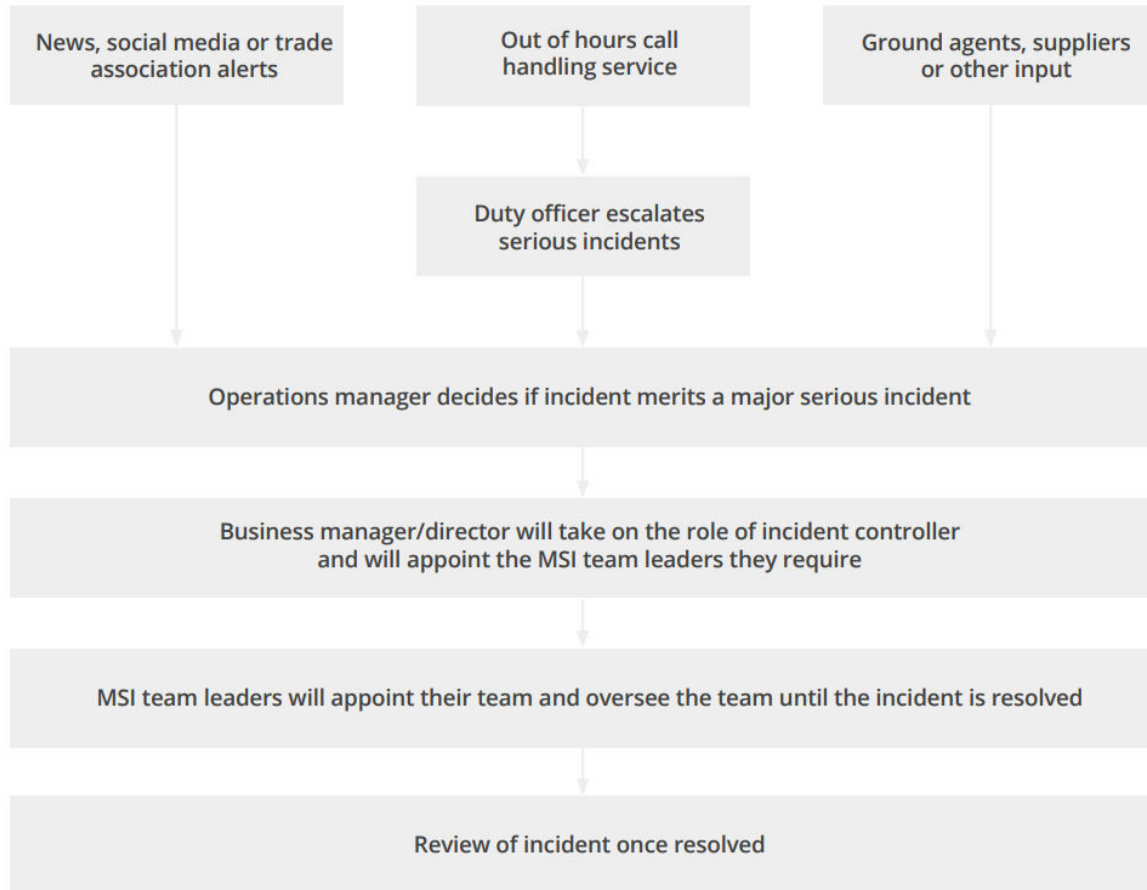 News, social media or trade
association alerts
Out of hours call
handling service
Ground agents, suppliers
or other input
Duty officer escalates
serious incidents
Operations manager decides if incident merits a major serious incident
Business manager/director will take on the role of incident controller
and will appoint the MSI team leaders they require
MSI team leaders will appoint their team and oversee the team until the incident is resolved
Review of incident once resolved